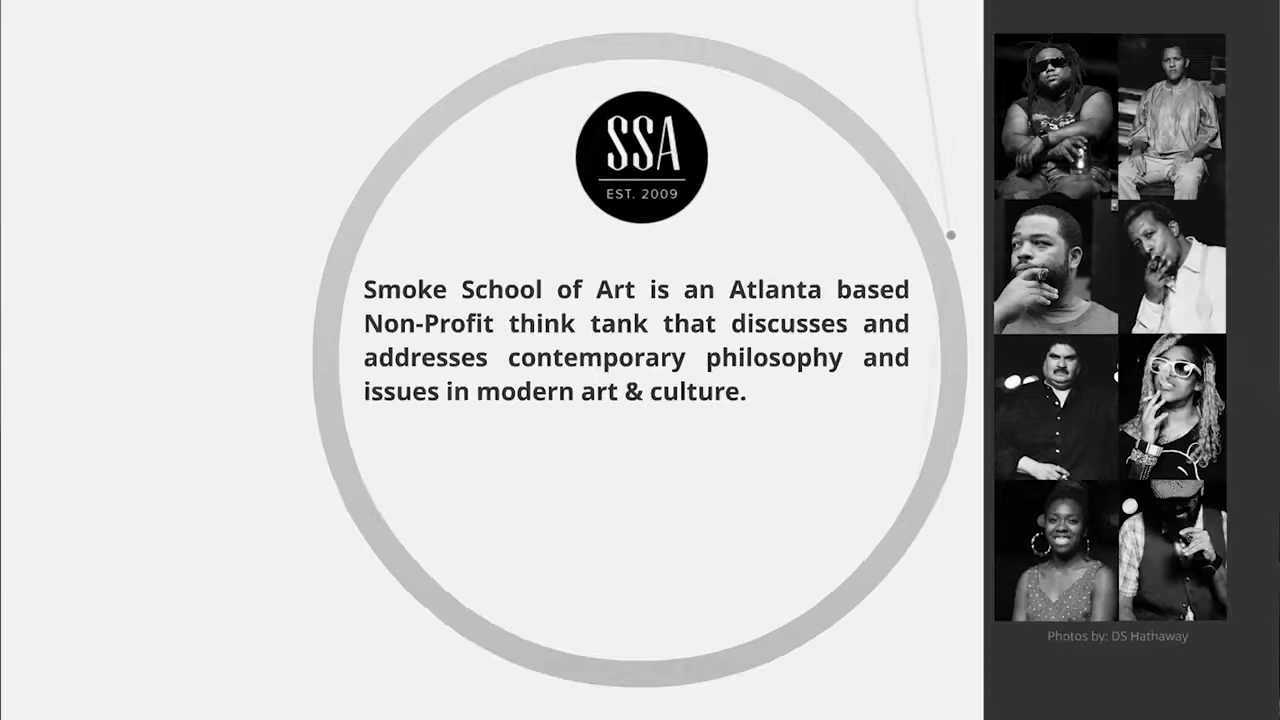 SSA
EST. 2009
Smoke School of Art is an Atlanta based
Non-Profit think tank that discusses and
addresses contemporary philosophy and
issues in modern art & culture.
Photos by: DS Hathaway